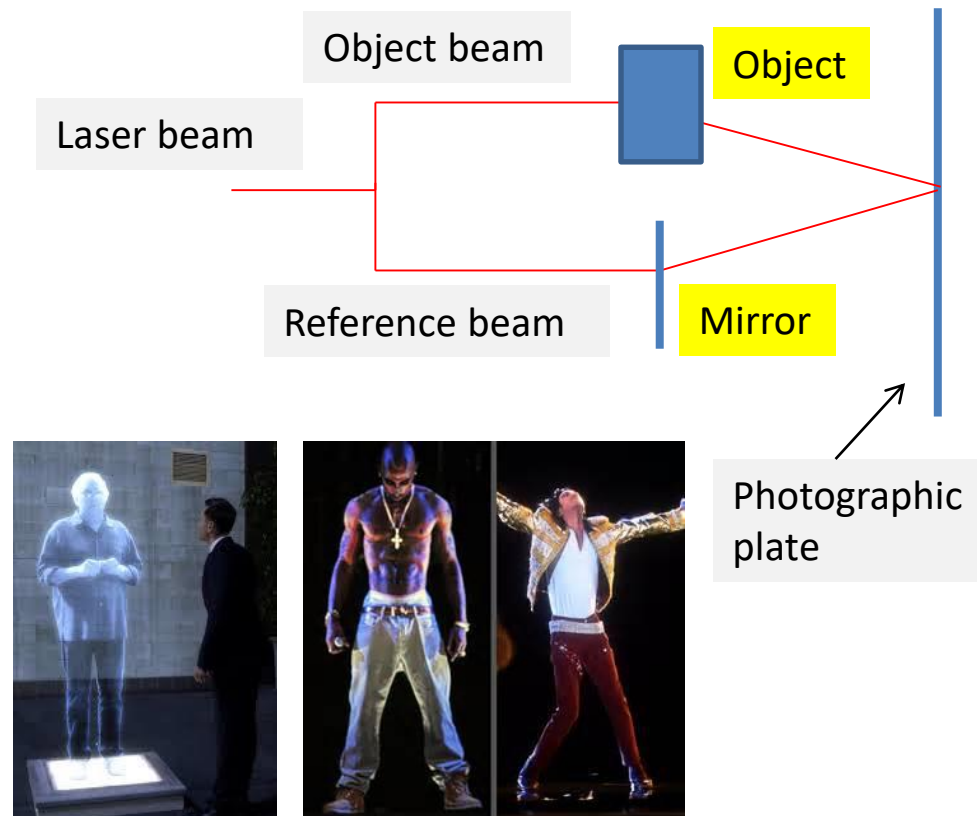 Object beam
Object
Laser beam
Reference beam
Mirror
Photographic
plate